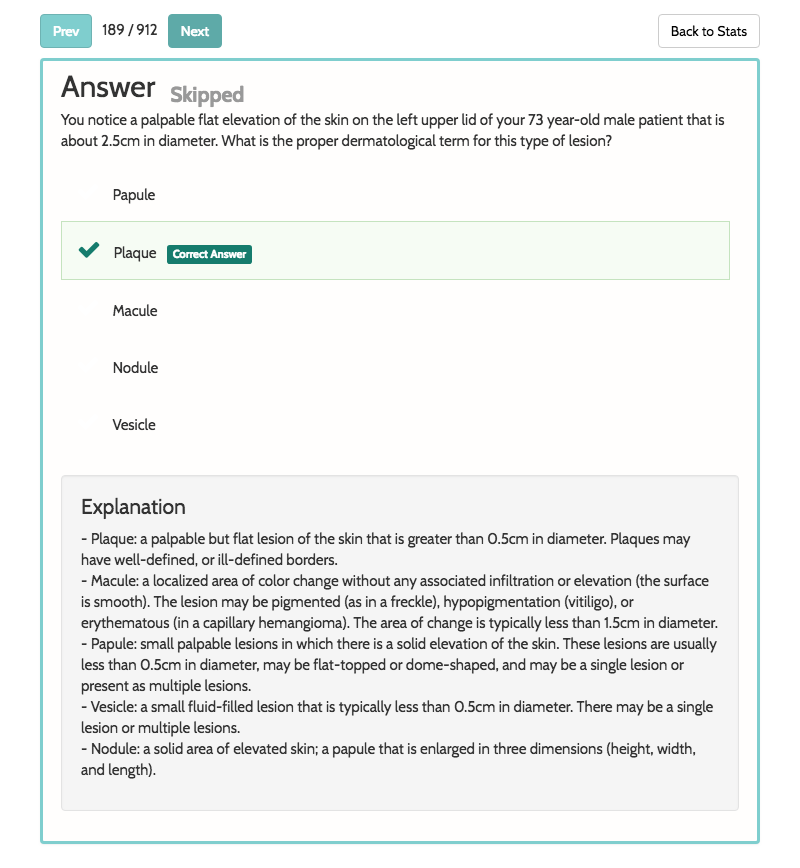 Prev 189 / 912 Next Back to Stats
Answer Skipped
You notice a palpable flat elevation of the skin on the left upper lid of your 73 year-old male patient that is
about 2.5cm in diameter. What is the proper dermatological term for this type of lesion?
Papule
Plaque Correct Answer
Macule
Nodule
Vesicle
Explanation
- Plaque: a palpable but flat lesion of the skin that is greater than 0.5cm in diameter. Plaques may
have well-defined, or ill-defined borders.
- Macule: a localized area of color change without any associated infiltration or elevation (the surface
is smooth). The lesion may be pigmented (as in a freckle), hypopigmentation (vitiligo), or
erythematous (in a capillary hemangioma). The area of change is typically less than 1.5cm in diameter.
- Papule: small palpable lesions in which there is a solid elevation of the skin. These lesions are usually
less than 0.5cm in diameter, may be flat-topped or dome-shaped, and may be a single lesion or
present as multiple lesions.
- Vesicle: a small fluid-filled lesion that is typically less than 0.5cm in diameter. There may be a single
lesion or multiple lesions.
- Nodule: a solid area of elevated skin; a papule that is enlarged in three dimensions (height, width,
and length).